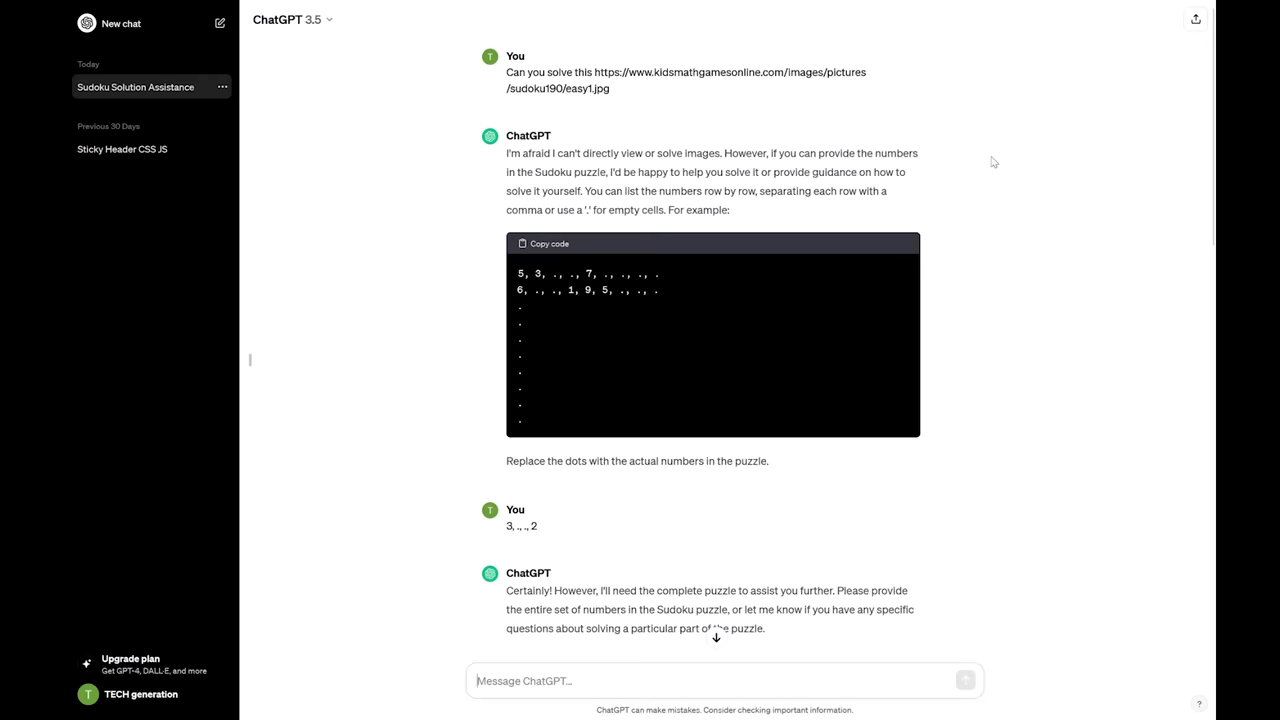 New chat
Today
Sudoku Solution Assistance
Previous 30 Days
Sticky Header CSS JS
Upgrade plan
Get GPT-4, DALL·E, and more
T
TECH generation
ChatGPT 3.5
T
You
Can you solve this https://www.kidsmathgamesonline.com/images/pictures
/sudoku190/easy1.jpg
ChatGPT
I'm afraid I can't directly view or solve images. However, if you can provide the numbers
in the Sudoku puzzle, I'd be happy to help you solve it or provide guidance on how to
solve it yourself. You can list the numbers row by row, separating each row with a
comma or use a '.' for empty cells. For example:
Copy code
5, 3, ., ., 7, ., ., ., .
6, ., ., 1, 9, 5, ., ., .
.
.
.
.
.
.
.
.
Replace the dots with the actual numbers in the puzzle.
T
You
3, ., ., 2
ChatGPT
Certainly! However, I'll need the complete puzzle to assist you further. Please provide
the entire set of numbers in the Sudoku puzzle, or let me know if you have any specific
questions about solving a particular part of the puzzle.
Message ChatGPT...
ChatGPT can make mistakes. Consider checking important information.
?